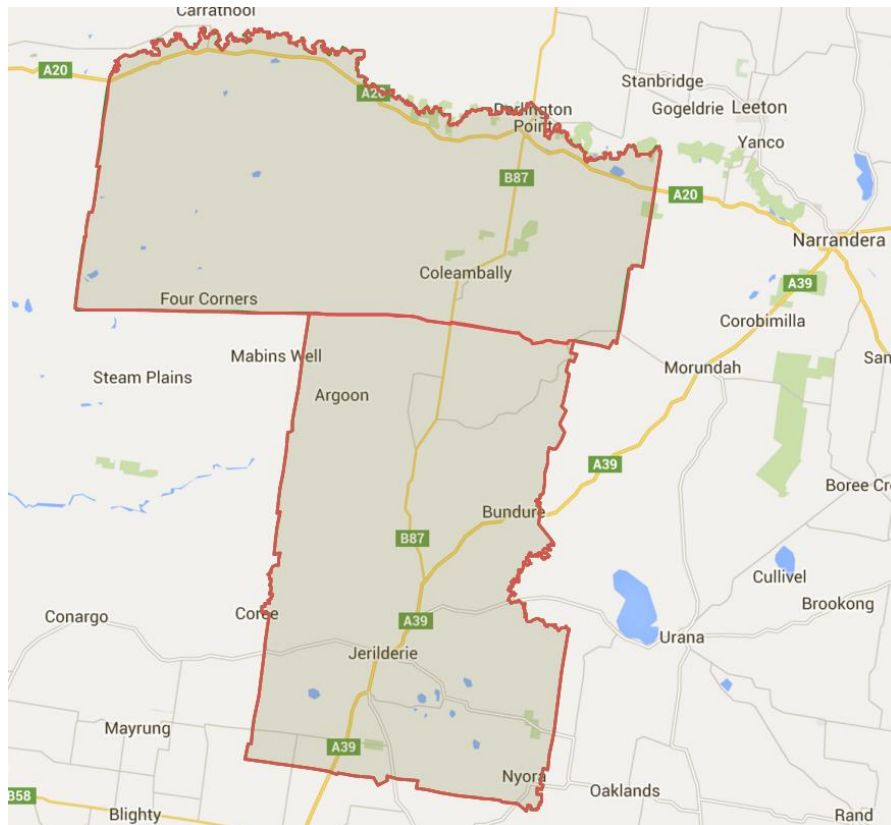 Carrathool
A20
Stanbridge
A20
Darlington
Point
Gogeldrie
Leeton
Yanco
B87
A20
Narrandera
Coleambally
A39
Four Corners
Corobimilla
Mabins Well
Morundah
San
Steam Plains
Argoon
A39
Boree Cre
Bundure
B87
Cullivel
Brookong
Conargo
Coree
A39
Urana
Jerilderie
Mayrung
A39
Nyora
Oaklands
B58
Blighty
Rand